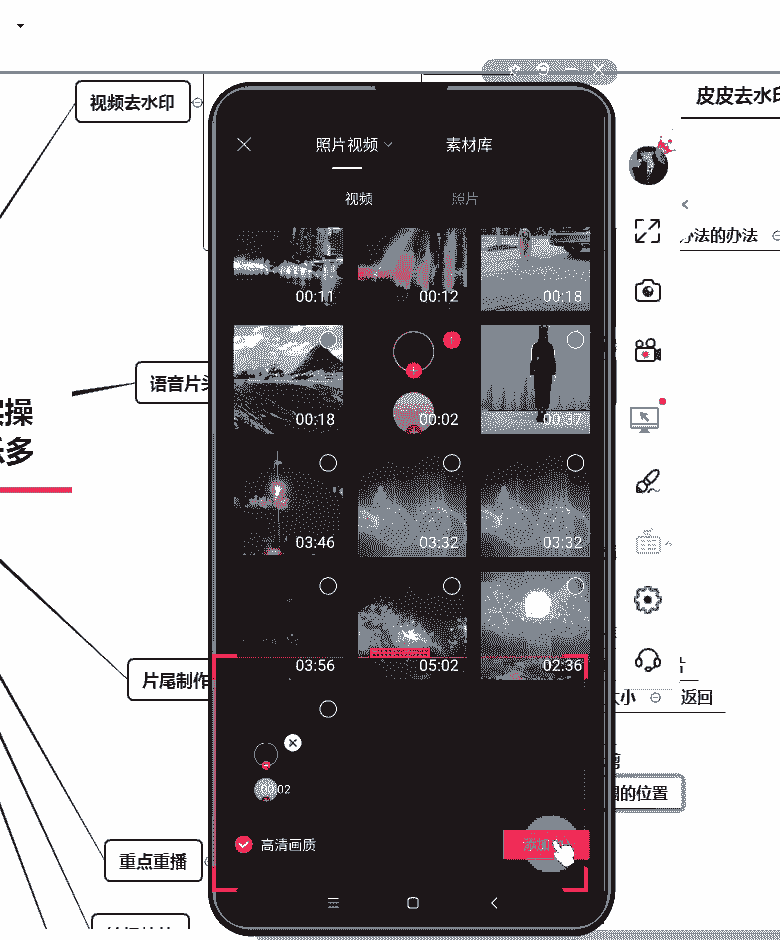 视频去水印
皮皮去水印
照片视频
素材库
视频
照片
办法的办法
00:11
00:12
00:18
语音片头
00:18
00:02
00:37
实操
乐多
03:46
03:32
03:32
03:56
05:02
02:36
片尾制作
片
大小
返回
00:02
剪
的位置
高清画质
添加
重点重播